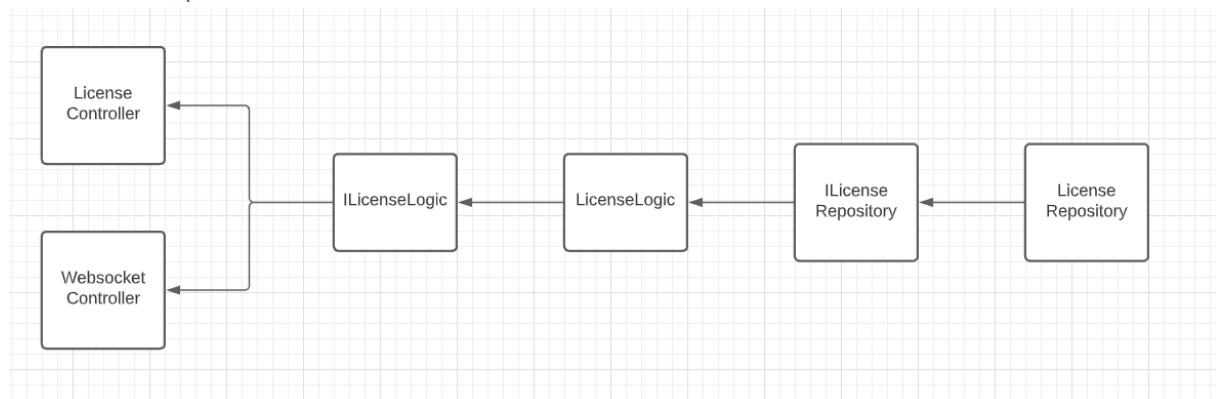 License
Controller
Websocket
Controller
ILicenseLogic
LicenseLogic
ILicense
Repository
License
Repository